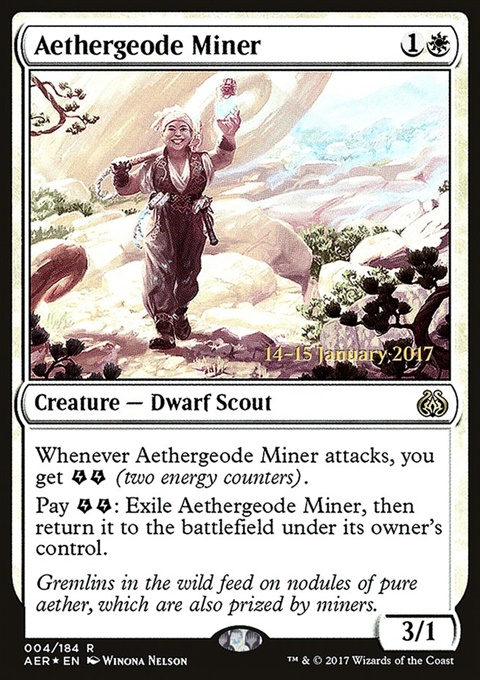 Aethergeode Miner 1
14–15 January 2017
Creature — Dwarf Scout
Whenever Aethergeode Miner attacks, you
get (two energy counters).
Pay : Exile Aethergeode Miner, then
return it to the battlefield under its owner's
control.
Gremlins in the wild feed on nodules of pure
aether, which are also prized by miners.
3/1
004/184 R
AER ★ EN Winona Nelson
™ & © 2017 Wizards of the Coast